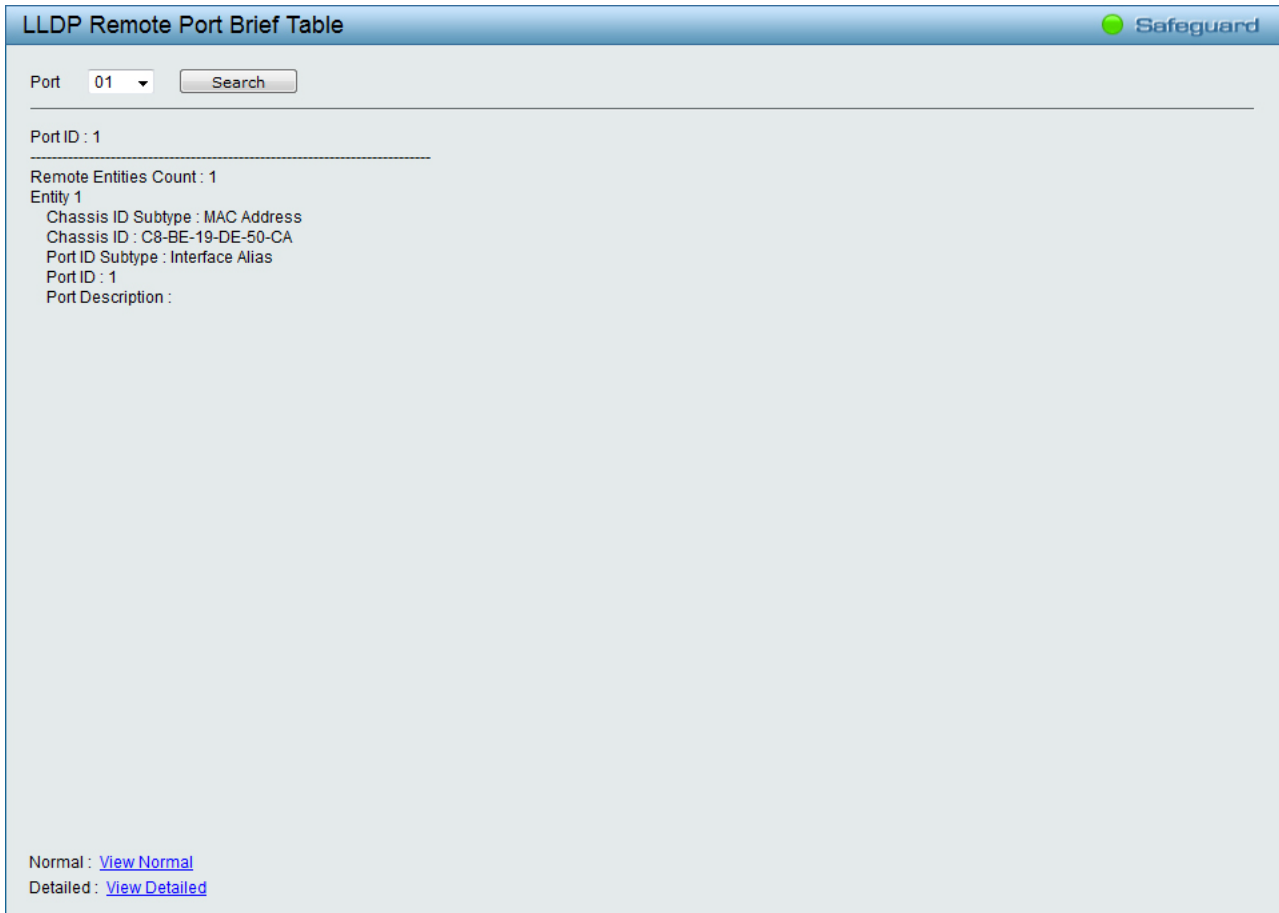 LLDP Remote Port Brief Table
Safeguard
Port 01 Search
Port ID : 1
--------------------------------------------------------------------------
Remote Entities Count : 1
Entity 1
Chassis ID Subtype : MAC Address
Chassis ID : C8-BE-19-DE-50-CA
Port ID Subtype : Interface Alias
Port ID : 1
Port Description :
Normal : View Normal
Detailed : View Detailed